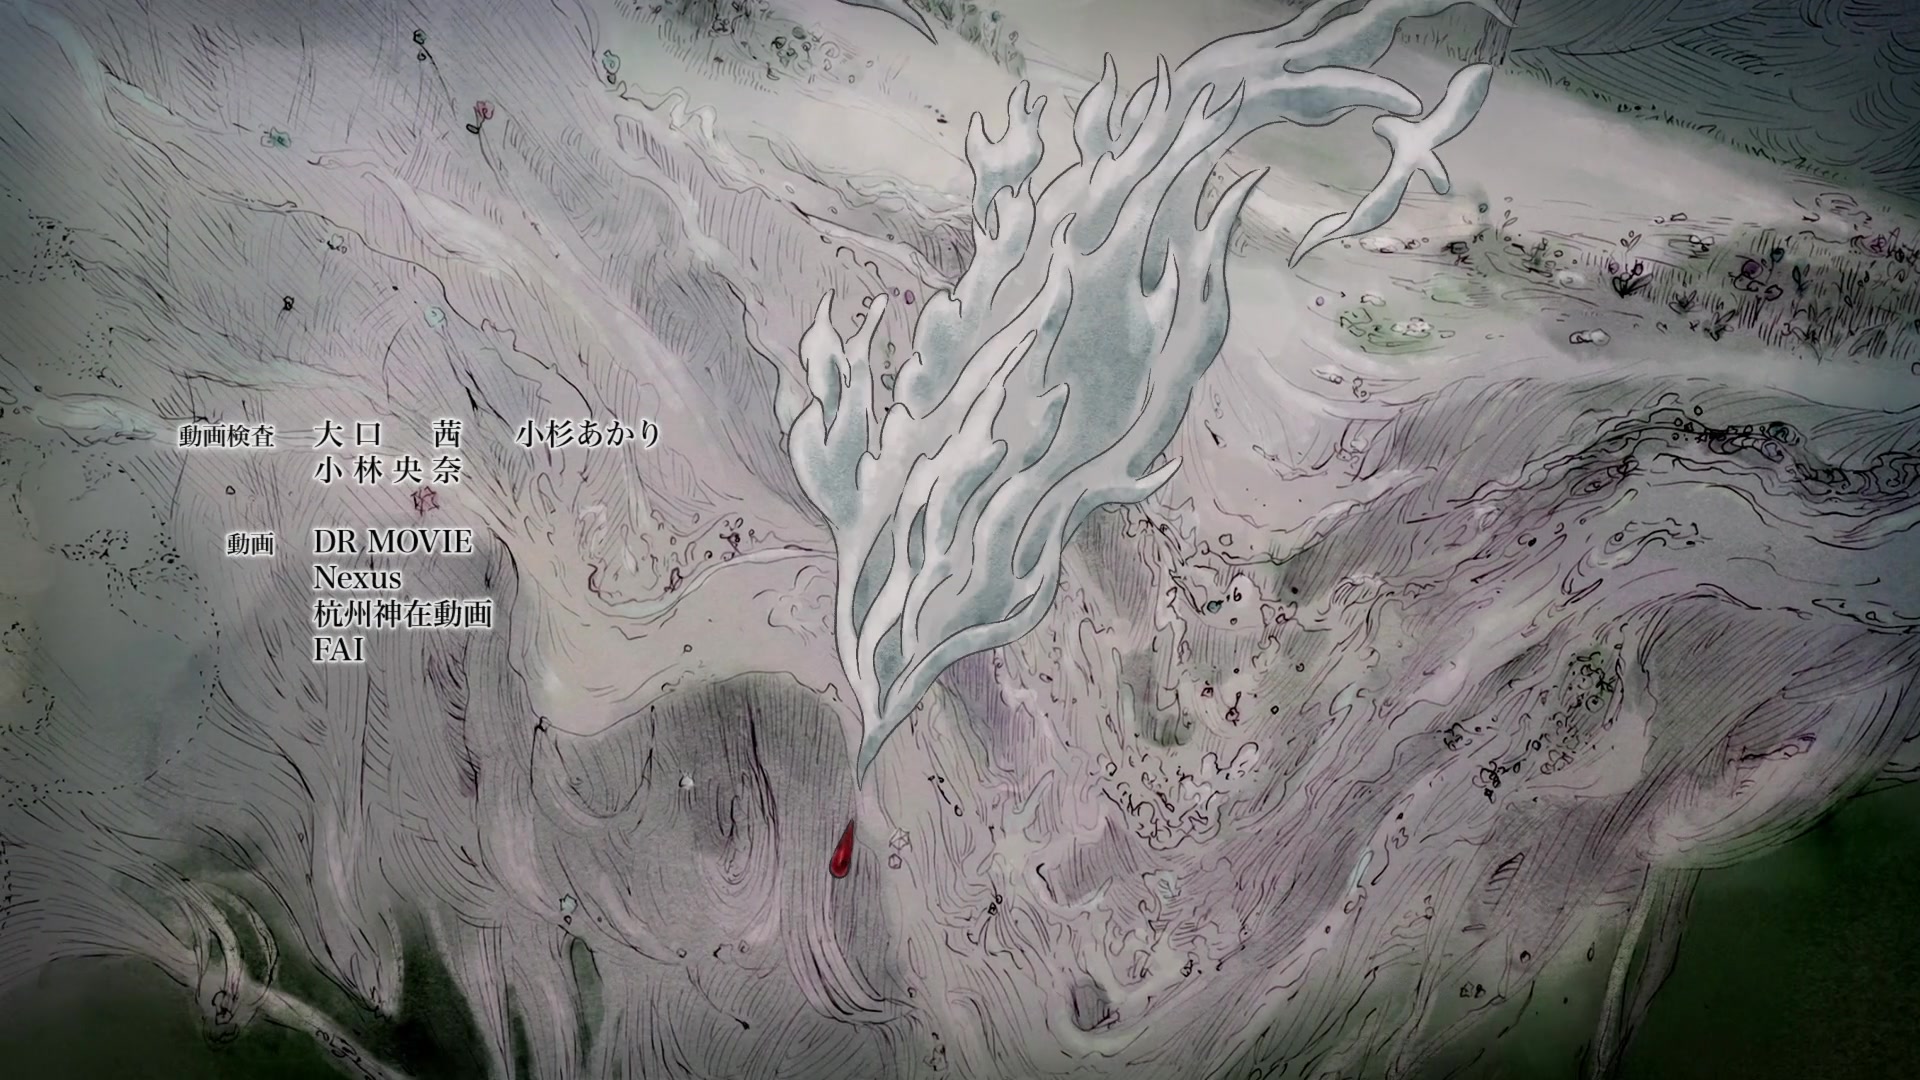 動画検査 大口 茜 小杉あかり
小林央奈
動画 DR MOVIE
Nexus
杭州神在動画
FAI